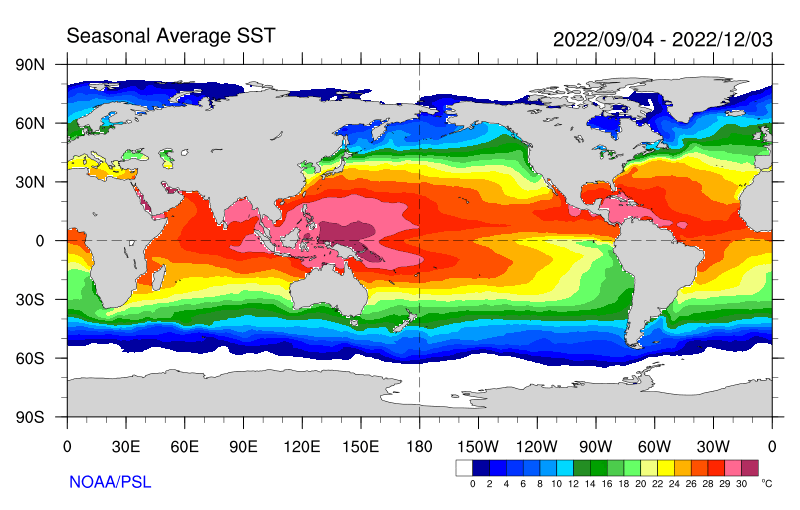 Seasonal Average SST 2022/09/04 - 2022/12/03
90N
60N
30N
0
30S
60S
90S
0 30E 60E 90E 120E 150E 180 150W 120W 90W 60W 30W 0
NOAA/PSL
0 2 4 6 8 10 12 14 16 18 20 22 24 26 28 29 30 °C